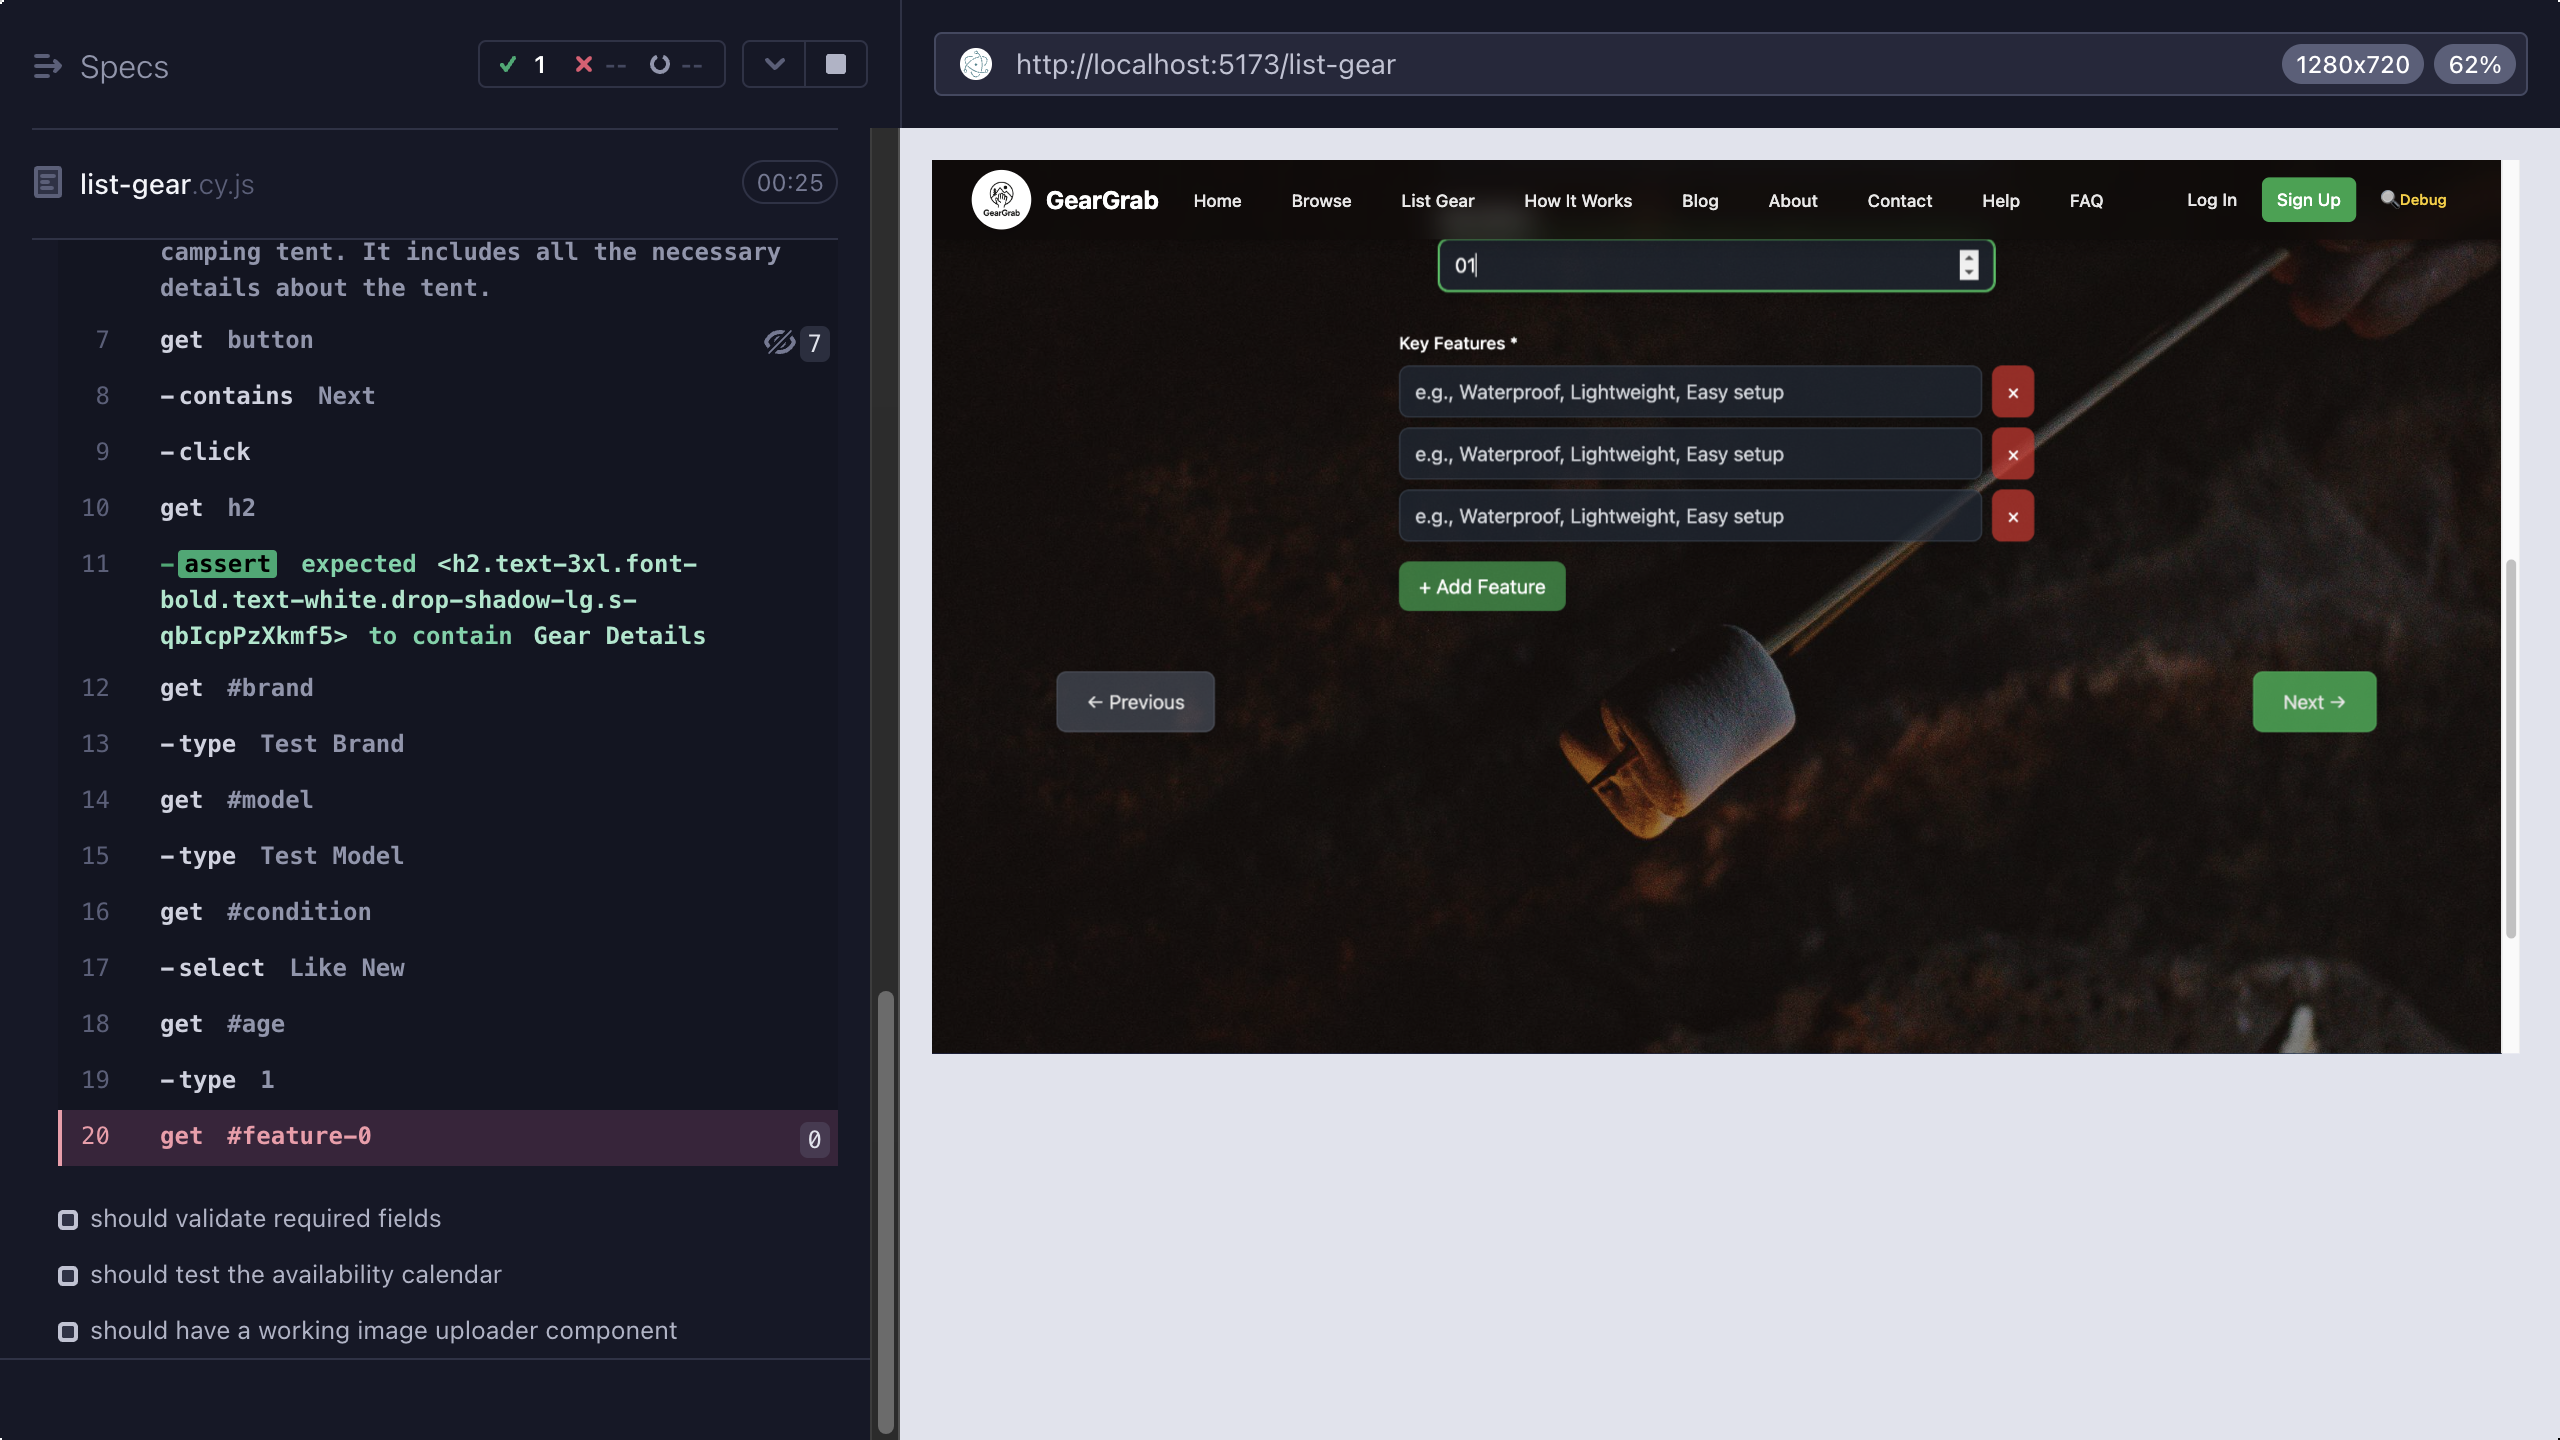 Specs
1
--
--
list-gear.cy.js
00:25
camping tent. It includes all the necessary
details about the tent.
7 get button 7
8 -contains Next
9 -click
10 get h2
11 -assert expected <h2.text-3xl.font-
bold.text-white.drop-shadow-lg.s-
qbIcpPzXkmf5> to contain Gear Details
12 get #brand
13 -type Test Brand
14 get #model
15 -type Test Model
16 get #condition
17 -select Like New
18 get #age
19 -type 1
20 get #feature-0 0
should validate required fields
should test the availability calendar
should have a working image uploader component
http://localhost:5173/list-gear
1280x720
62%
GearGrab
GearGrab
Home
Browse
List Gear
How It Works
Blog
About
Contact
Help
FAQ
Log In
Sign Up
Debug
01
Key Features *
e.g., Waterproof, Lightweight, Easy setup ×
e.g., Waterproof, Lightweight, Easy setup ×
e.g., Waterproof, Lightweight, Easy setup ×
+ Add Feature
← Previous
Next →